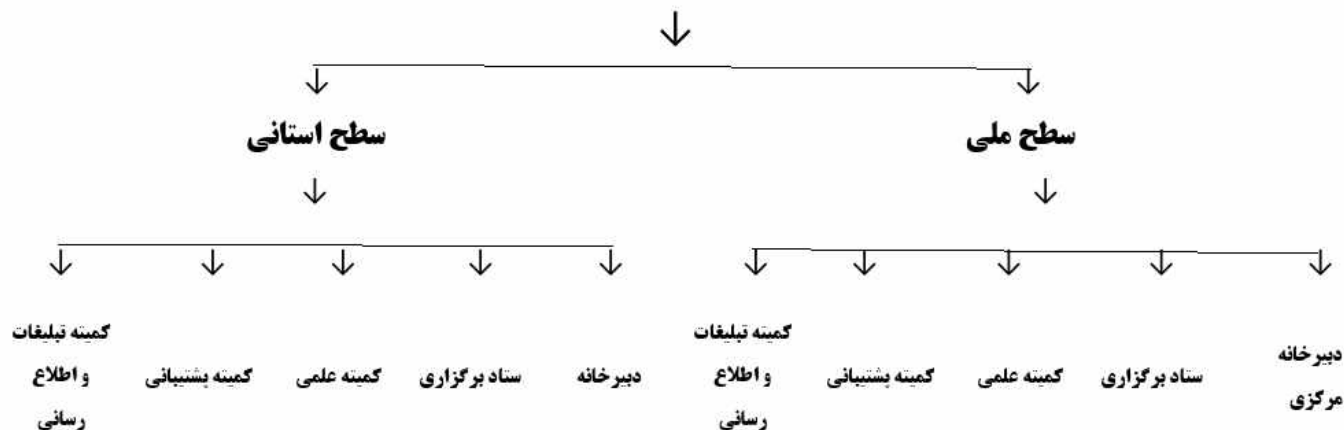 سطح ملی
سطح استانی
دبیرخانه
مرکزی
ستاد برگزاری
کمیته علمی
کمیته پشتیبانی
کمیته تبلیغات
و اطلاع
رسانی
دبیرخانه
ستاد برگزاری
کمیته علمی
کمیته پشتیبانی
کمیته تبلیغات
و اطلاع
رسانی